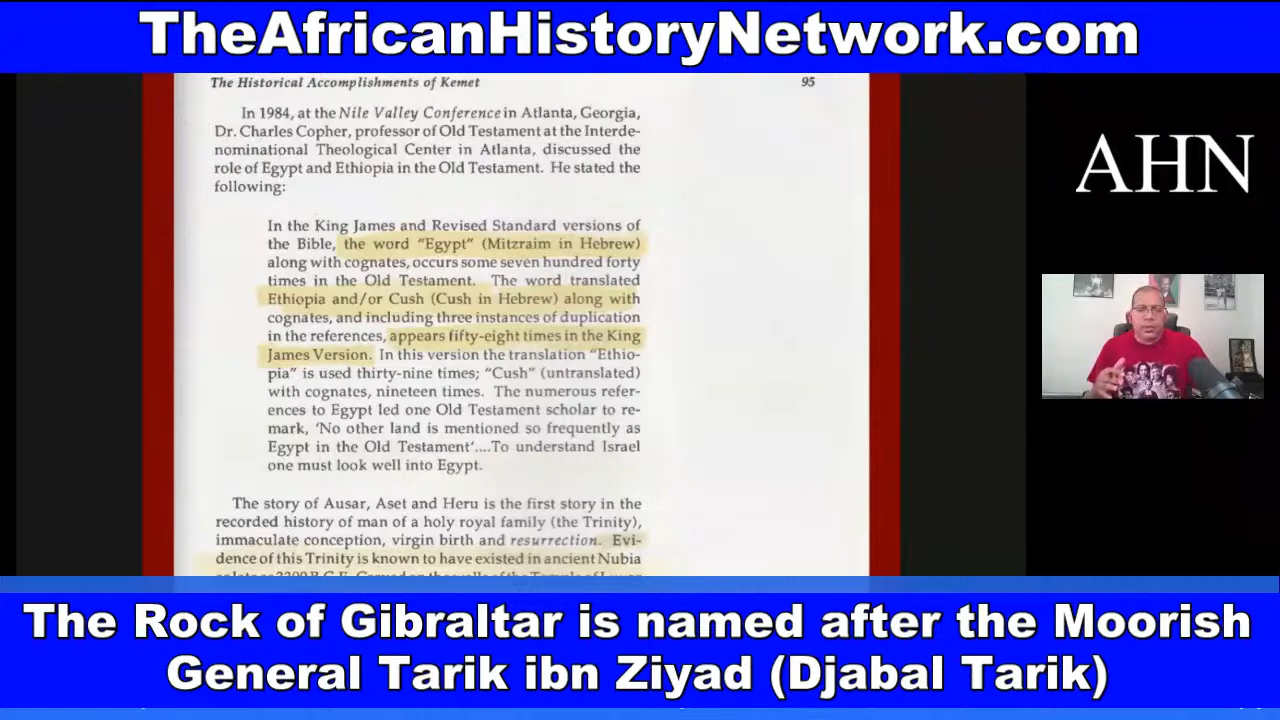 TheAfricanHistoryNetwork.com
The Historical Accomplishments of Kemet 95
In 1984, at the Nile Valley Conference in Atlanta, Georgia,
Dr. Charles Copher, professor of Old Testament at the Interde-
nominational Theological Center in Atlanta, discussed the
role of Egypt and Ethiopia in the Old Testament. He stated the
following:
In the King James and Revised Standard versions of
the Bible, the word "Egypt" (Mitzraim in Hebrew)
along with cognates, occurs some seven hundred forty
times in the Old Testament. The word translated
Ethiopia and/or Cush (Cush in Hebrew) along with
cognates, and including three instances of duplication
in the references, appears fifty-eight times in the King
James Version. In this version the translation "Ethio-
pia" is used thirty-nine times; "Cush" (untranslated)
with cognates, nineteen times. The numerous refer-
ences to Egypt led one Old Testament scholar to re-
mark, 'No other land is mentioned so frequently as
Egypt in the Old Testament'....To understand Israel
one must look well into Egypt.
The story of Ausar, Aset and Heru is the first story in the
recorded history of man of a holy royal family (the Trinity),
immaculate conception, virgin birth and resurrection. Evi-
dence of this Trinity is known to have existed in ancient Nubia
AHN
The Rock of Gibraltar is named after the Moorish
General Tarik ibn Ziyad (Djabal Tarik)